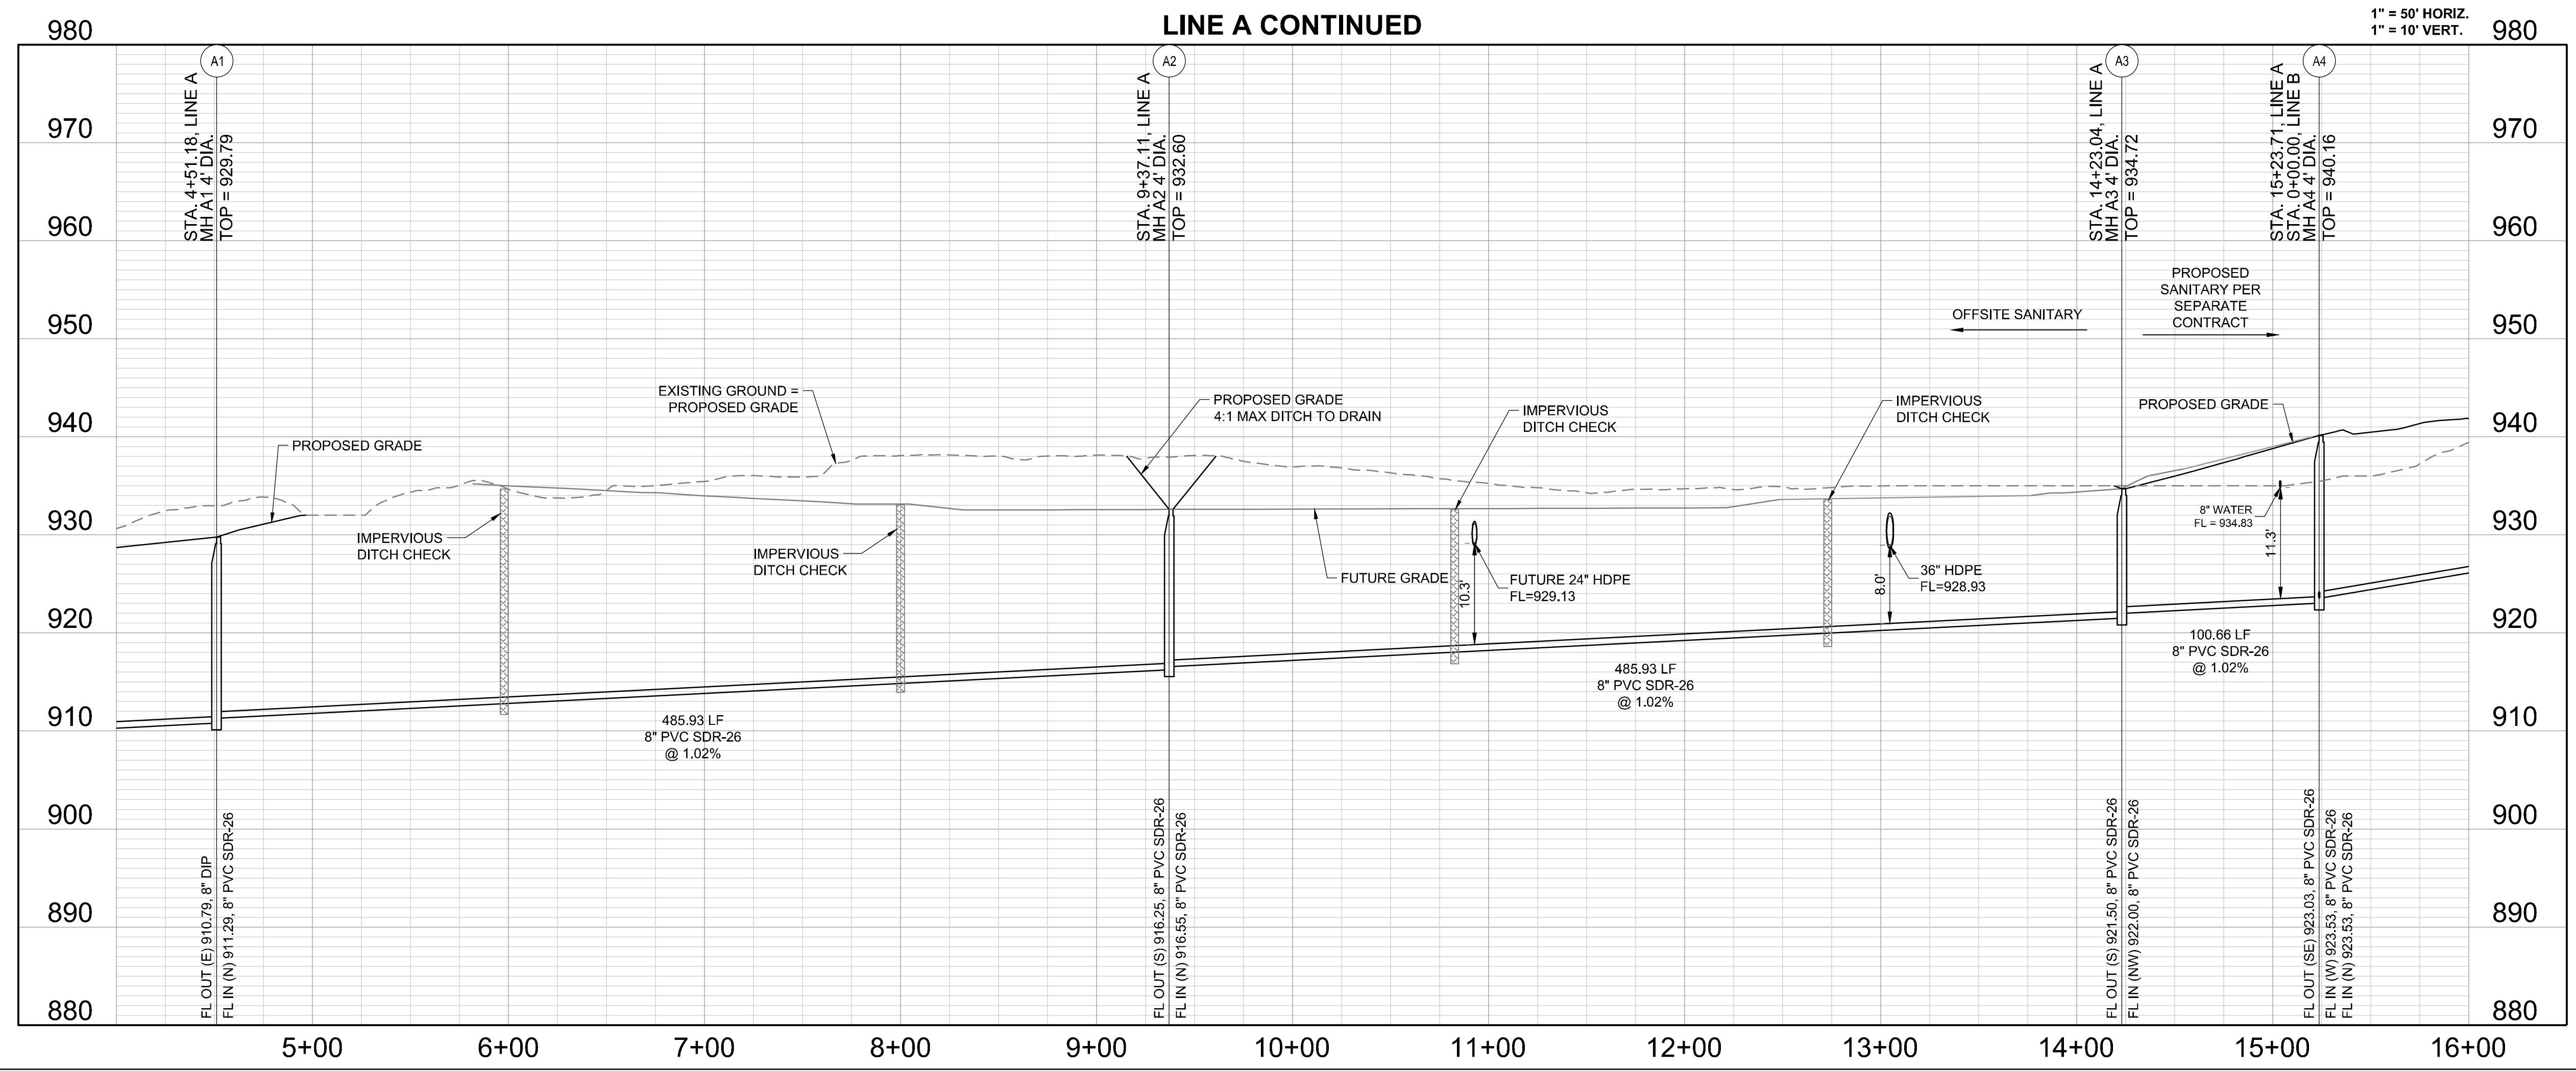 LINE A CONTINUED
1" = 50' HORIZ.
1" = 10' VERT.
980
980
970
970
960
960
950
950
940
940
930
930
920
920
910
910
900
900
890
890
880
880
A1
STA. 4+51.18, LINE A
MH A1 4' DIA.
TOP = 929.79
A2
STA. 9+37.11, LINE A
MH A2 4' DIA.
TOP = 932.60
A3
STA. 14+23.04, LINE A
MH A3 4' DIA.
TOP = 934.72
A4
STA. 15+23.71, LINE A
STA. 0+00.00, LINE B
MH A4 4' DIA.
TOP = 940.16
OFFSITE SANITARY
PROPOSED
SANITARY PER
SEPARATE
CONTRACT
PROPOSED GRADE
EXISTING GROUND =
PROPOSED GRADE
PROPOSED GRADE
4:1 MAX DITCH TO DRAIN
IMPERVIOUS
DITCH CHECK
IMPERVIOUS
DITCH CHECK
PROPOSED GRADE
IMPERVIOUS
DITCH CHECK
IMPERVIOUS
DITCH CHECK
FUTURE GRADE
10.3'
FUTURE 24" HDPE
FL=929.13
8.0'
36" HDPE
FL=928.93
8" WATER
FL = 934.83
11.3'
485.93 LF
8" PVC SDR-26
@ 1.02%
485.93 LF
8" PVC SDR-26
@ 1.02%
100.66 LF
8" PVC SDR-26
@ 1.02%
FL OUT (E) 910.79, 8" DIP
FL IN (N) 911.29, 8" PVC SDR-26
FL OUT (S) 916.25, 8" PVC SDR-26
FL IN (N) 916.55, 8" PVC SDR-26
FL OUT (S) 921.50, 8" PVC SDR-26
FL IN (NW) 922.00, 8" PVC SDR-26
FL OUT (SE) 923.03, 8" PVC SDR-26
FL IN (W) 923.53, 8" PVC SDR-26
FL IN (N) 923.53, 8" PVC SDR-26
5+00
6+00
7+00
8+00
9+00
10+00
11+00
12+00
13+00
14+00
15+00
16+00